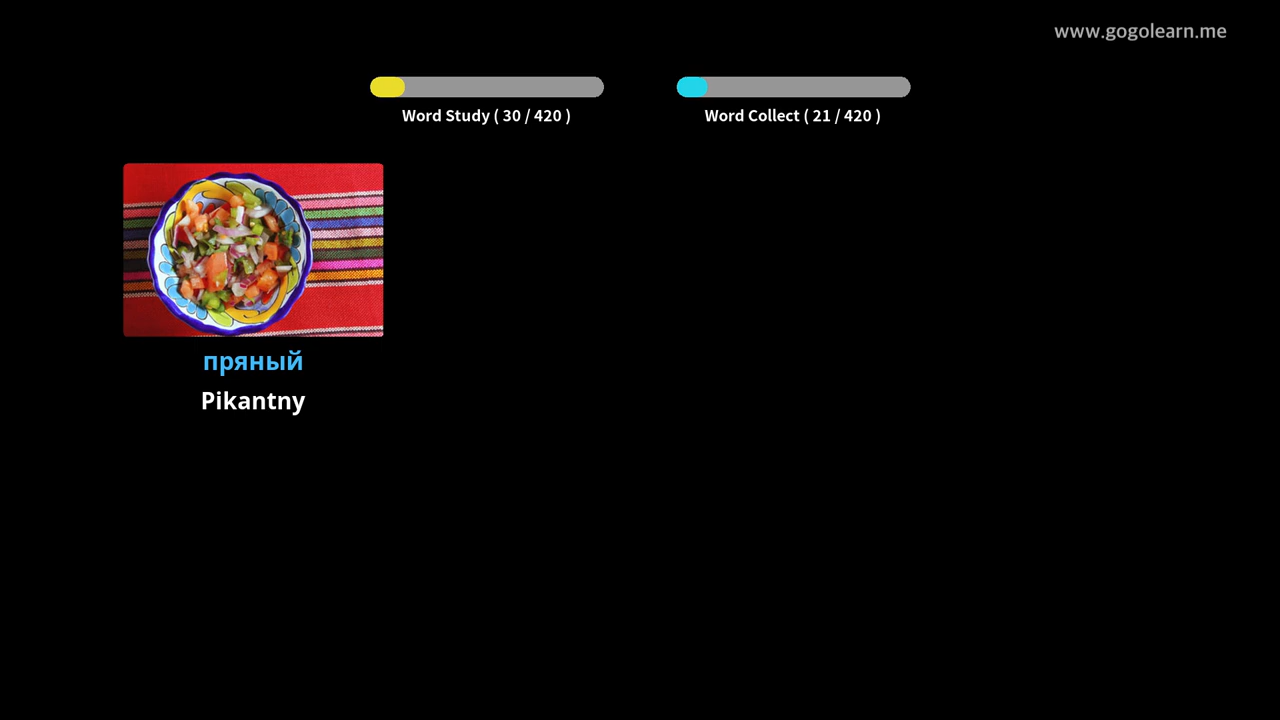 www.gogolearn.me
Word Study ( 30 / 420 )
Word Collect ( 21 / 420 )
пряный
Pikantny